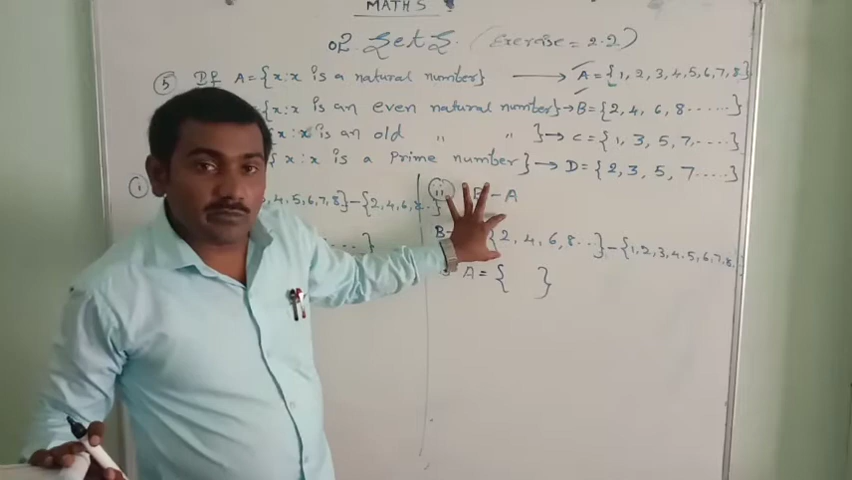 MATHS
of Sets. (Exercise = 2.2)
5 If A={x:x is a natural number} → A={1,2,3,4,5,6,7,8}
{x:x is an even natural number}→B={2,4,6,8.....}
x:x is an old " " }→C={1,3,5,7,....}
{x:x is a Prime number}→D={2,3,5,7....}
i ,4,5,6,7,8}-{2,4,6,8..}
....}
ii B-A
B- {2,4,6,8..}-{1,2,3,4,5,6,7,8.
A={ }